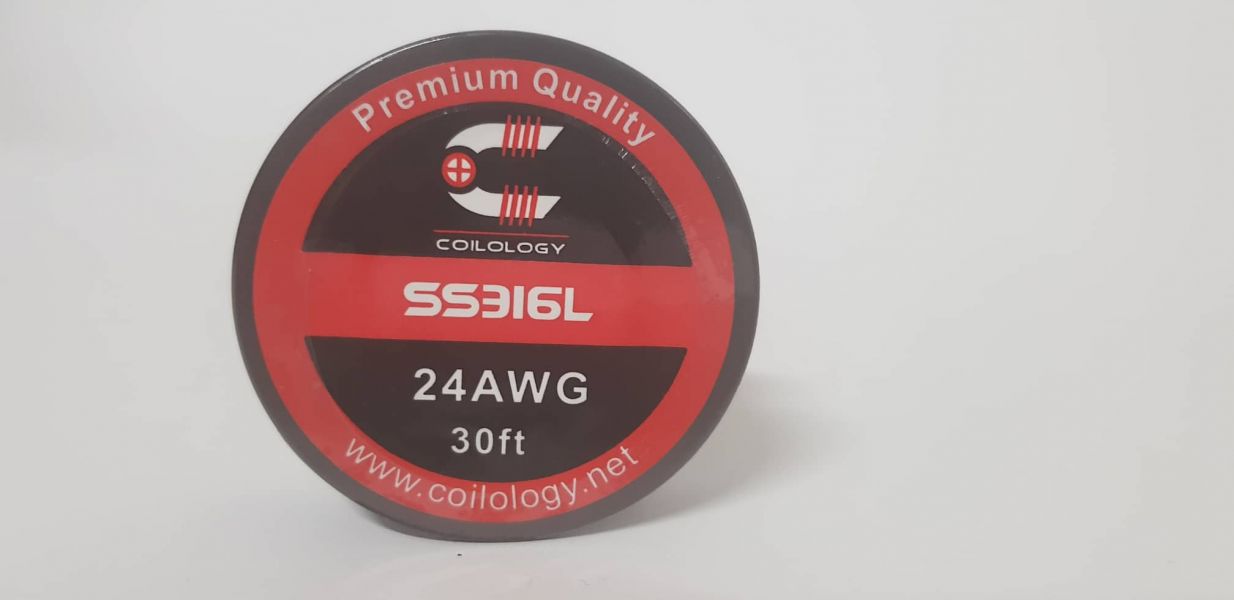 Premium Quality
COILOLOGY
SS316L
24AWG
30ft
www.coilology.net